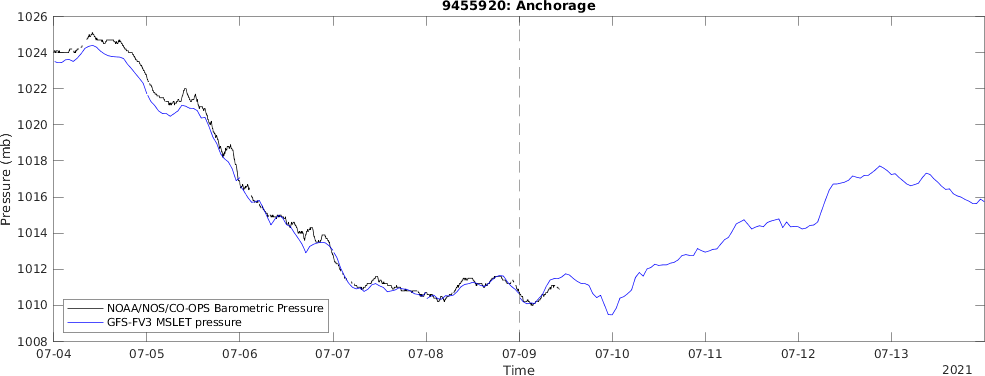 9455920: Anchorage
1026
1024
1022
1020
1018
1016
1014
1012
1010
1008
Pressure (mb)
NOAA/NOS/CO-OPS Barometric Pressure
GFS-FV3 MSLET pressure
07-04 07-05 07-06 07-07 07-08 07-09 07-10 07-11 07-12 07-13
Time
2021